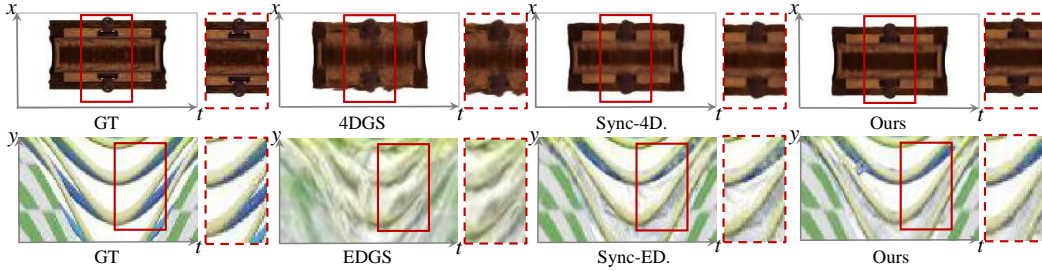 x x x x
t t t t
GT 4DGS Sync-4D. Ours
y y y y
t t t t
GT EDGS Sync-ED. Ours